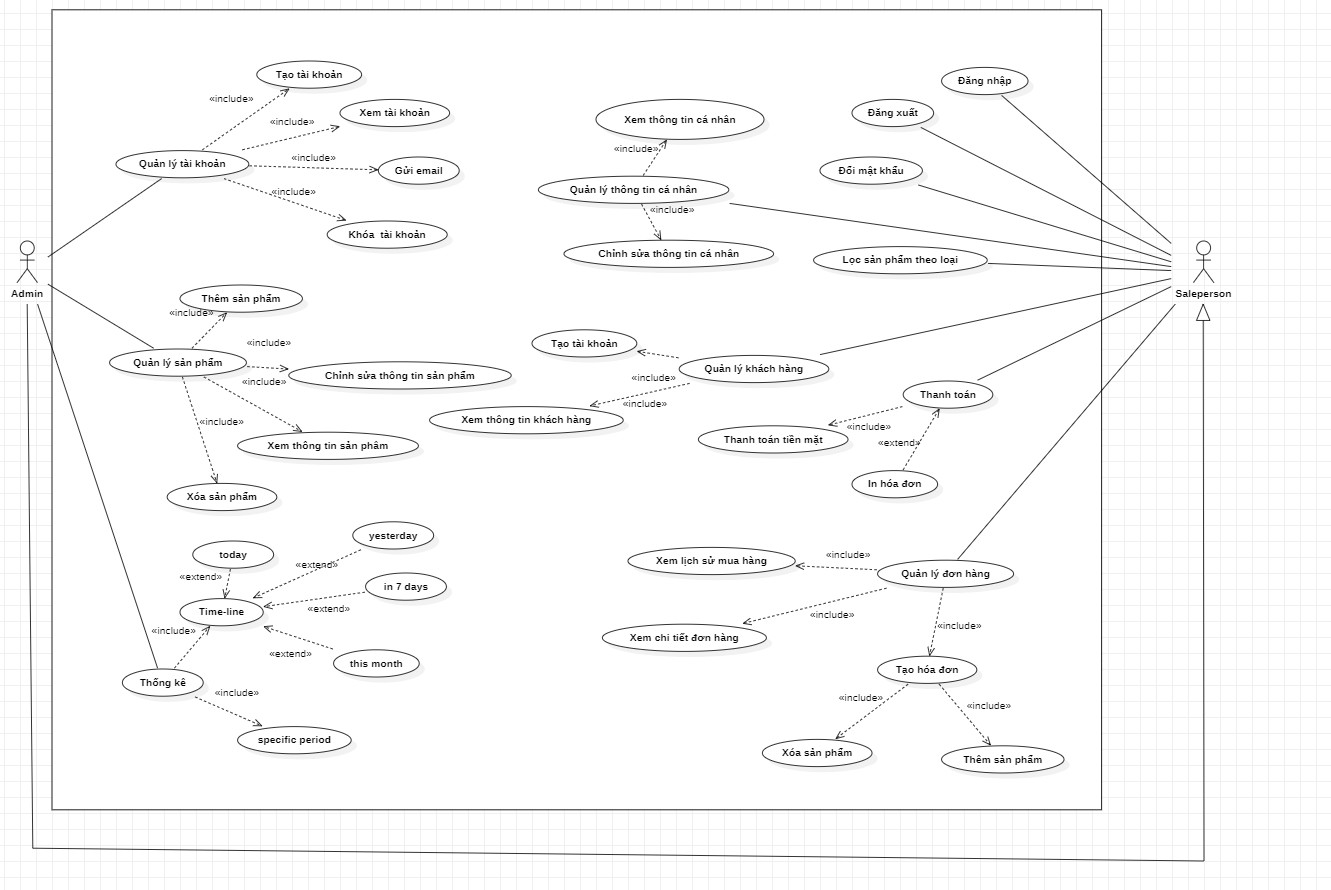 Tạo tài khoản
«include»
Xem tài khoản
«include»
Quản lý tài khoản
«include»
Gửi email
«include»
Khóa  tài khoản
Admin
Thêm sản phẩm
«include»
«include»
Quản lý sản phẩm
Chỉnh sửa thông tin sản phẩm
«include»
«include»
Xem thông tin sản phâm
Xóa sản phẩm
yesterday
today
«extend»
«extend»
in 7 days
«extend»
Time-line
«include»
«extend»
this month
Thống kê
«include»
specific period
Xem thông tin cá nhân
«include»
Quản lý thông tin cá nhân
«include»
Chỉnh sửa thông tin cá nhân
Đăng nhập
Đăng xuất
Đổi mật khẩu
Lọc sản phẩm theo loại
Saleperson
Tạo tài khoản
Quản lý khách hàng
«include»
«include»
Xem thông tin khách hàng
Thanh toán
«include»
Thanh toán tiền mặt
«extend»
In hóa đơn
Xem lịch sử mua hàng
«include»
Quản lý đơn hàng
«include»
Xem chi tiết đơn hàng
«include»
Tạo hóa đơn
«include»
«include»
Xóa sản phẩm
Thêm sản phẩm